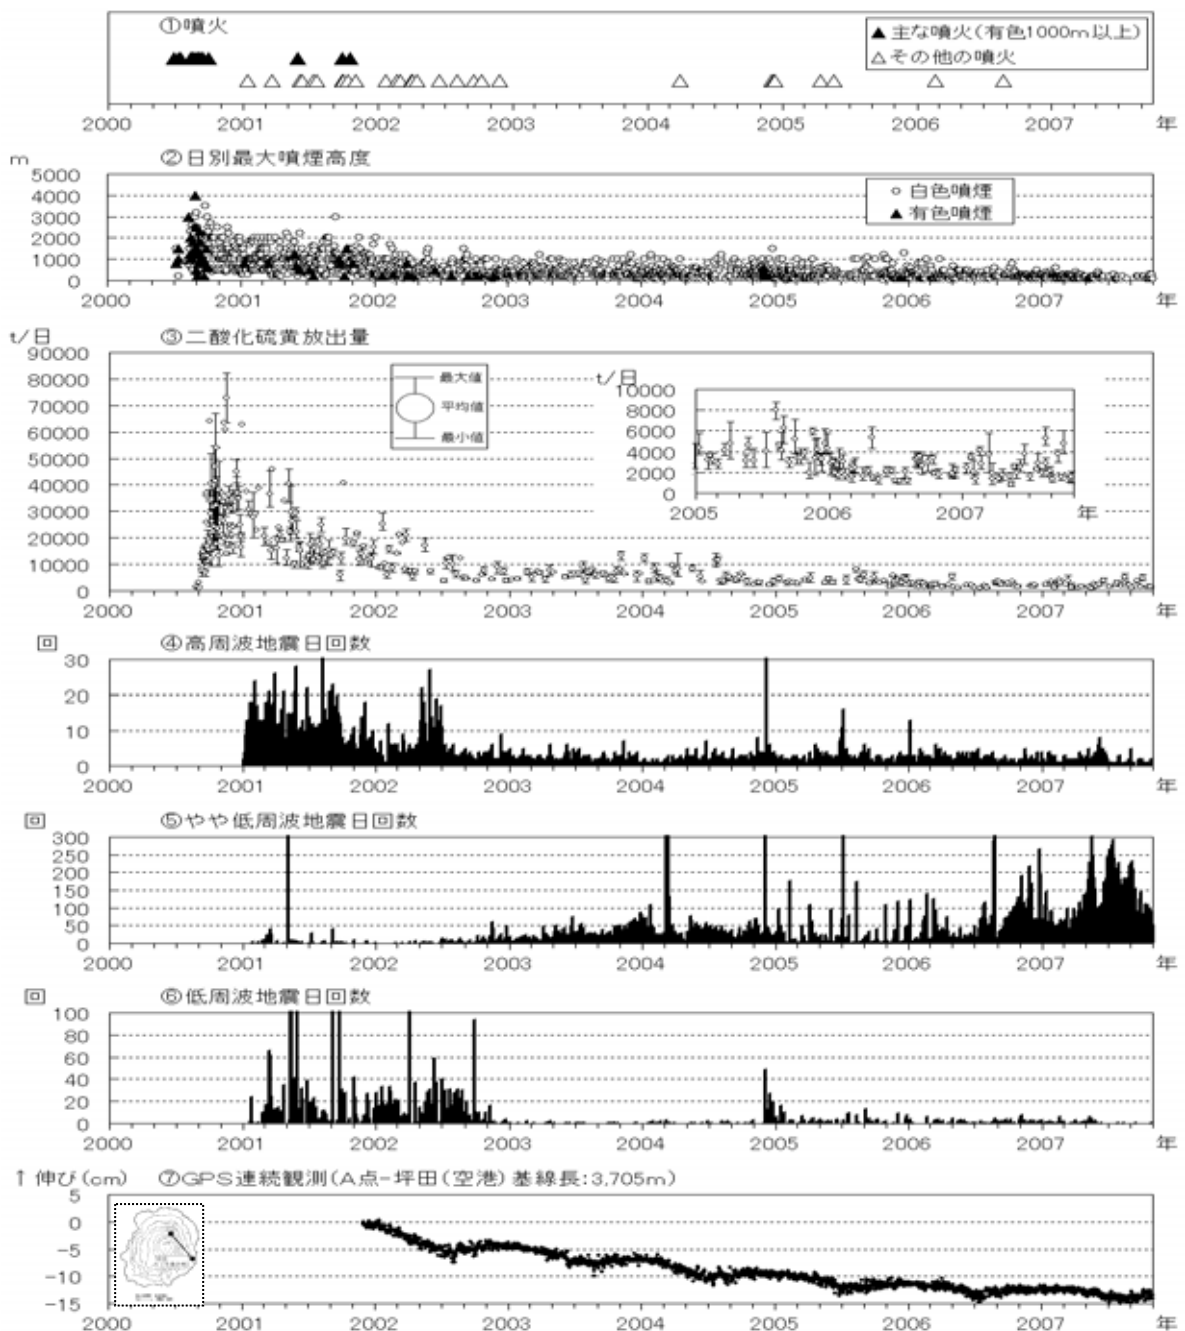 ①噴火
▲主な噴火(有色1000m以上)
△その他の噴火
2000 2001 2002 2003 2004 2005 2006 2007 年
m ②日別最大噴煙高度
5000
4000
3000
2000
1000
0
○ 白色噴煙
▲ 有色噴煙
2000 2001 2002 2003 2004 2005 2006 2007 年
t/日 ③二酸化硫黄放出量
90000
80000
70000
60000
50000
40000
30000
20000
10000
0
最大値
平均値
最小値
t/日
10000
8000
6000
4000
2000
0
2005 2006 2007 年
2000 2001 2002 2003 2004 2005 2006 2007 年
回 ④高周波地震日回数
30
20
10
0
2000 2001 2002 2003 2004 2005 2006 2007 年
回 ⑤やや低周波地震日回数
300
250
200
150
100
50
0
2000 2001 2002 2003 2004 2005 2006 2007 年
回 ⑥低周波地震日回数
100
80
60
40
20
0
2000 2001 2002 2003 2004 2005 2006 2007 年
↑伸び(cm) ⑦GPS連続観測(A点-坪田(空港)基線長:3,705m)
5
0
-5
-10
-15
2000 2001 2002 2003 2004 2005 2006 2007 年